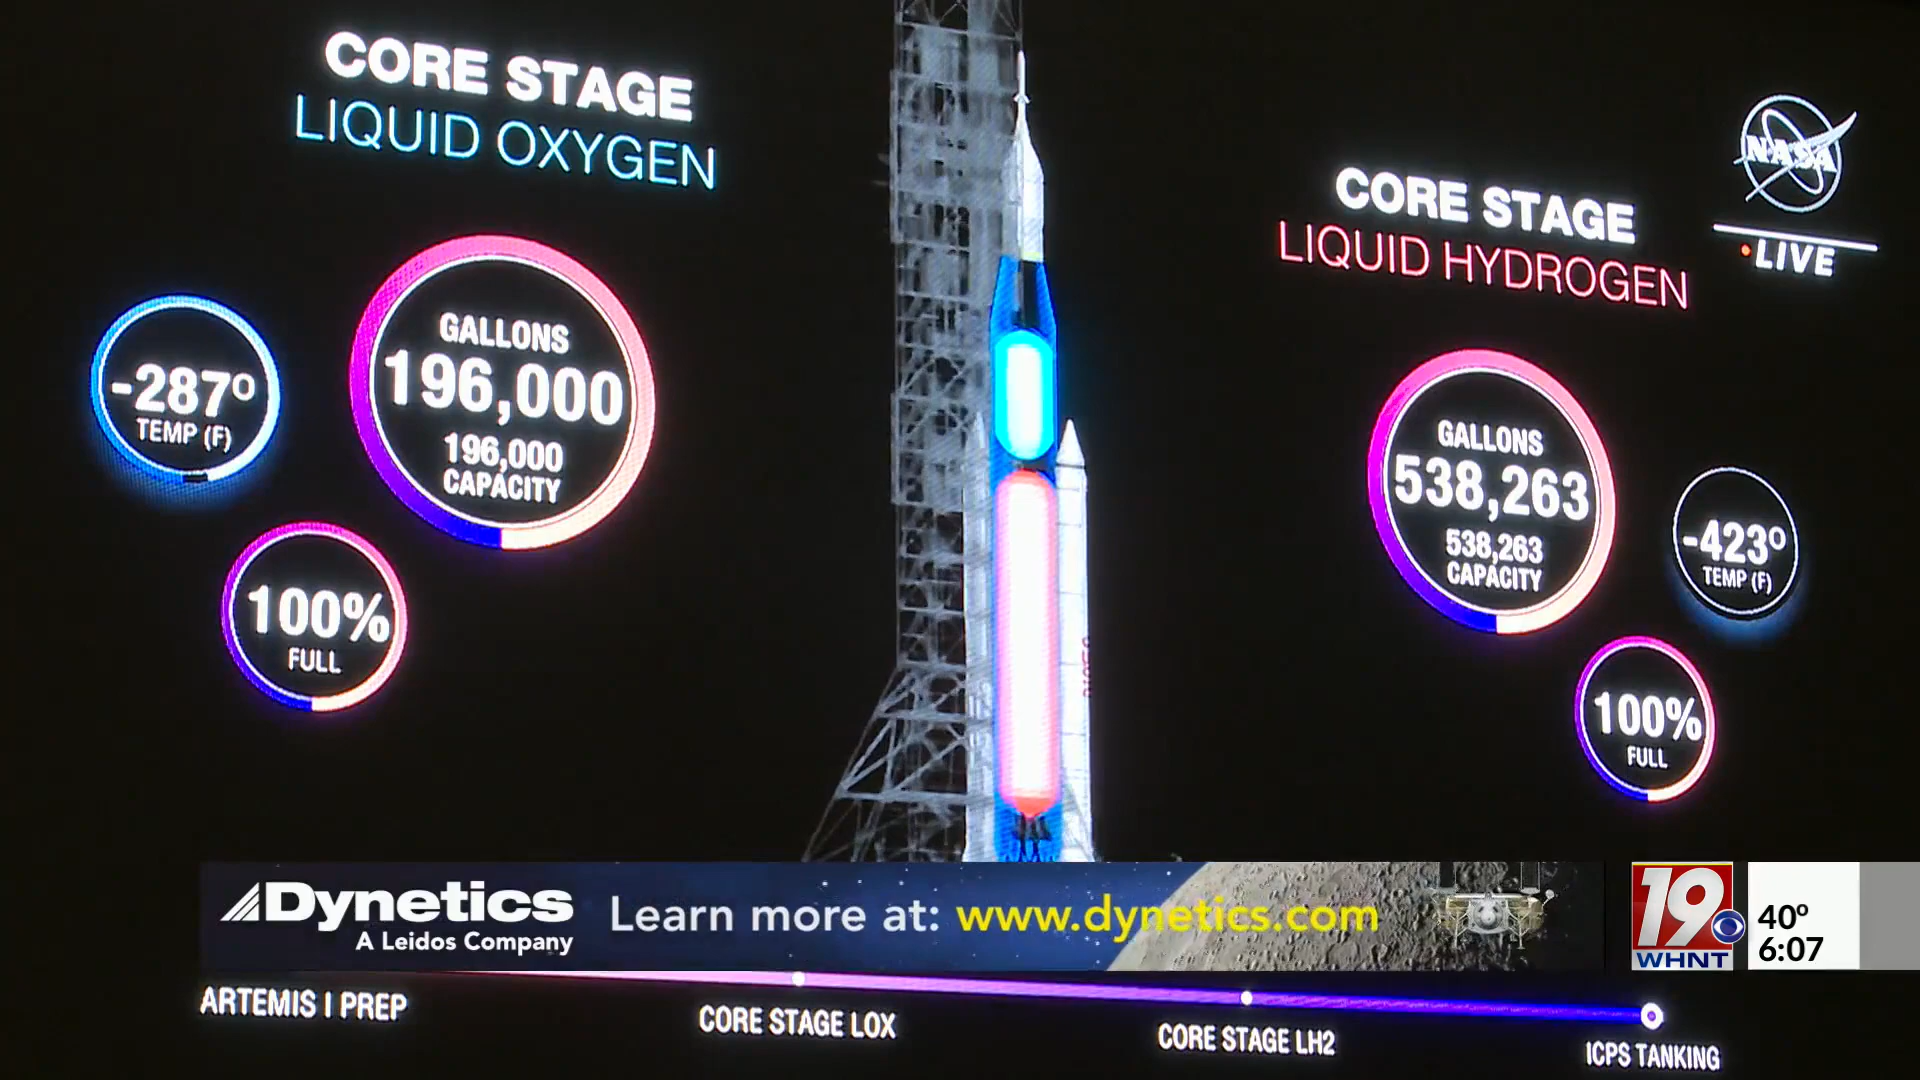 CORE STAGE
LIQUID OXYGEN
-287º
TEMP (F)
GALLONS
196,000
196,000
CAPACITY
100%
FULL
CORE STAGE
LIQUID HYDROGEN
NASA
LIVE
GALLONS
538,263
538,263
CAPACITY
-423º
TEMP (F)
100%
FULL
Dynetics
A Leidos Company
Learn more at: www.dynetics.com
19
WHNT
40º
6:07
ARTEMIS I PREP
CORE STAGE LOX
CORE STAGE LH2
ICPS TANKING